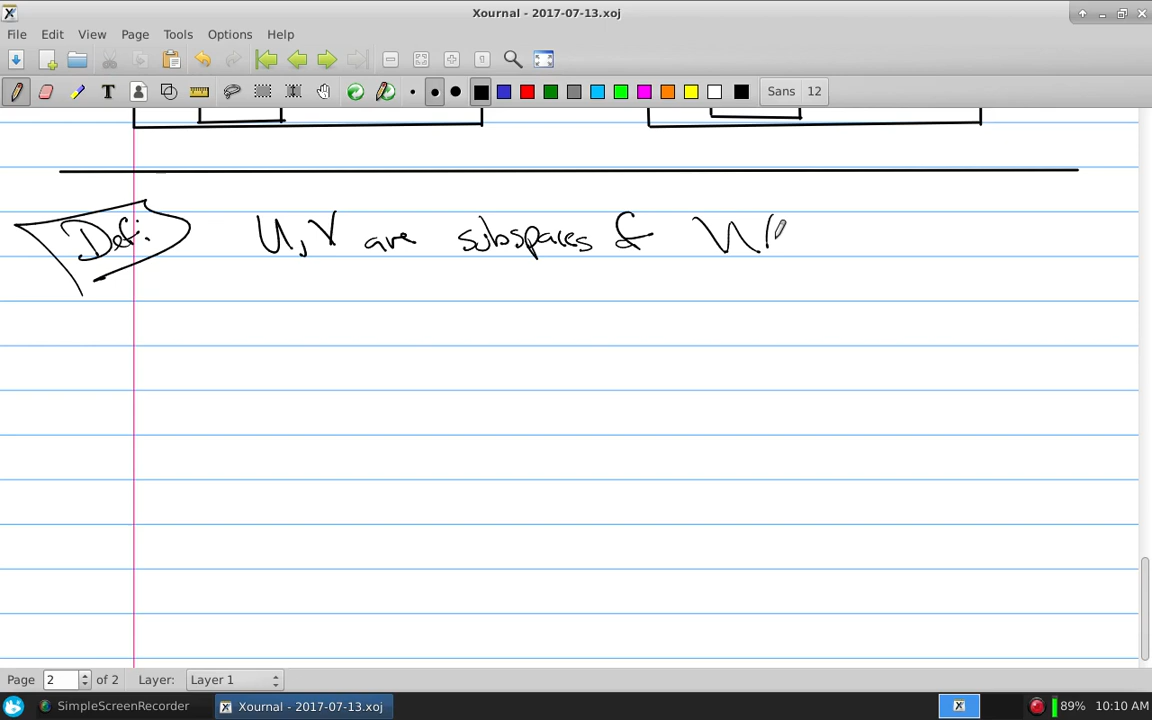 Xournal - 2017-07-13.xoj
File Edit View Page Tools Options Help
Sans 12
Def: U, V are subspaces of W
Page 2 of 2 Layer: Layer 1
SimpleScreenRecorder Xournal - 2017-07-13.xoj 89% 10:10 AM